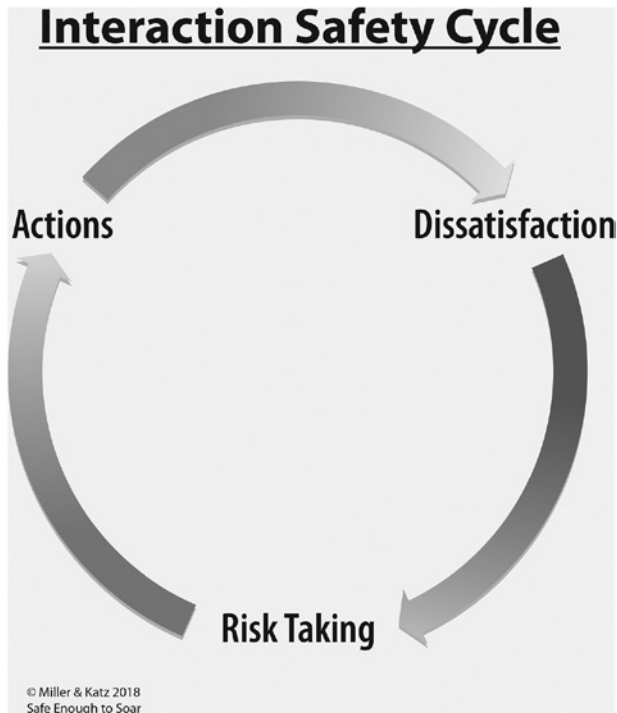 Interaction Safety Cycle
Actions
Dissatisfaction
Risk Taking
© Miller & Katz 2018
Safe Enough to Soar